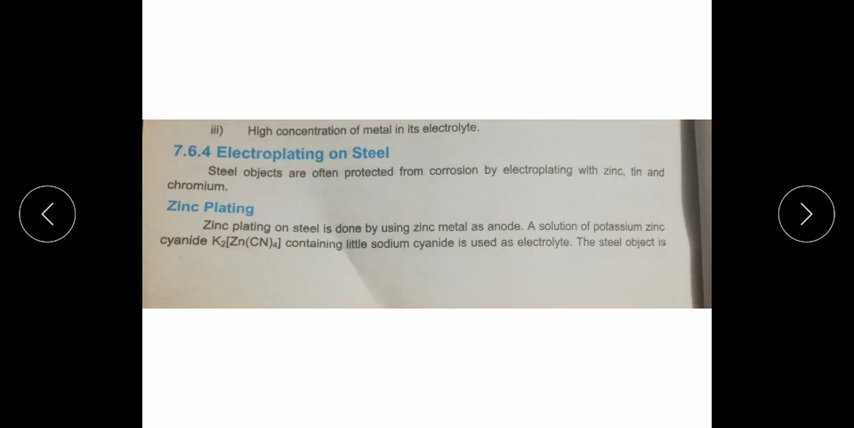 iii) High concentration of metal in its electrolyte.
7.6.4 Electroplating on Steel
Steel objects are often protected from corrosion by electroplating with zinc, tin and
chromium.
Zinc Plating
Zinc plating on steel is done by using zinc metal as anode. A solution of potassium zinc
cyanide K₂[Zn(CN)₄] containing little sodium cyanide is used as electrolyte. The steel object is